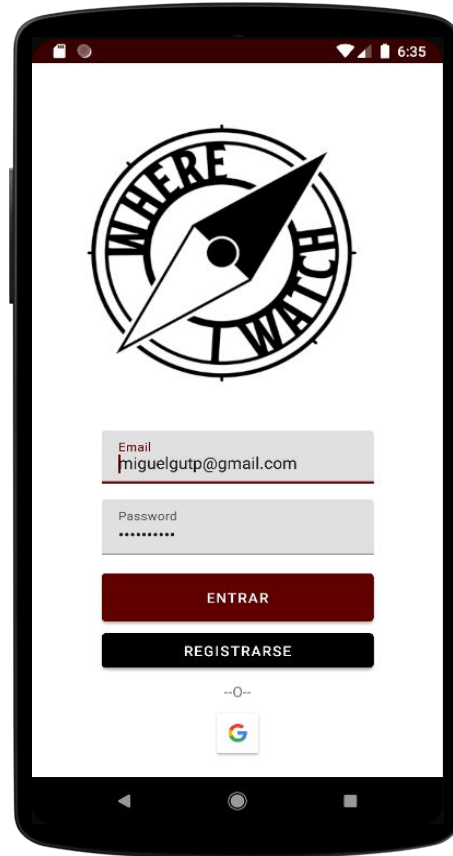 6:35
WHERE
I WATCH
Email
miguelgutp@gmail.com
Password
••••••••••
ENTRAR
REGISTRARSE
--O--
G